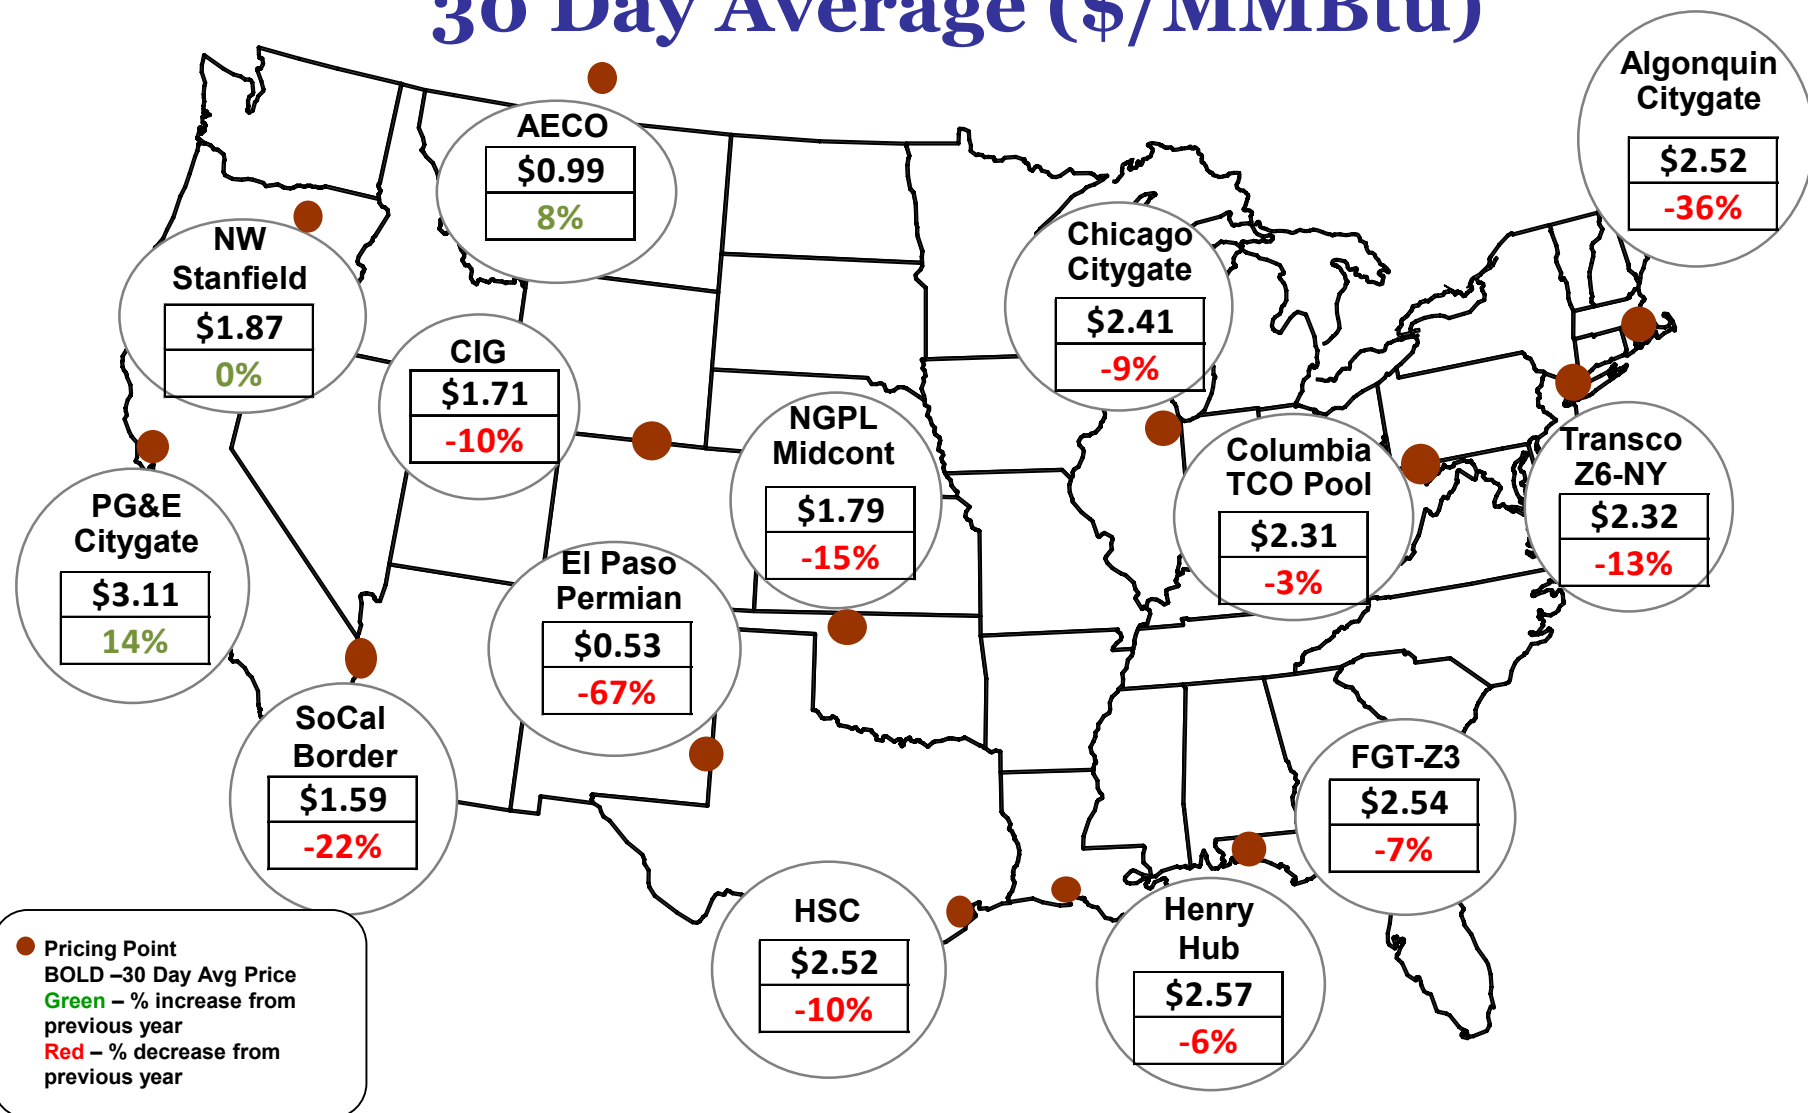 30 Day Average ($/MMBtu)
Algonquin
Citygate
$2.52
-36%
AECO
$0.99
8%
NW
Stanfield
$1.87
0%
Chicago
Citygate
$2.41
-9%
CIG
$1.71
-10%
NGPL
Midcont
$1.79
-15%
Columbia
TCO Pool
$2.31
-3%
Transco
Z6-NY
$2.32
-13%
PG&E
Citygate
$3.11
14%
El Paso
Permian
$0.53
-67%
SoCal
Border
$1.59
-22%
FGT-Z3
$2.54
-7%
HSC
$2.52
-10%
Henry
Hub
$2.57
-6%
Pricing Point
BOLD –30 Day Avg Price
Green – % increase from
previous year
Red – % decrease from
previous year